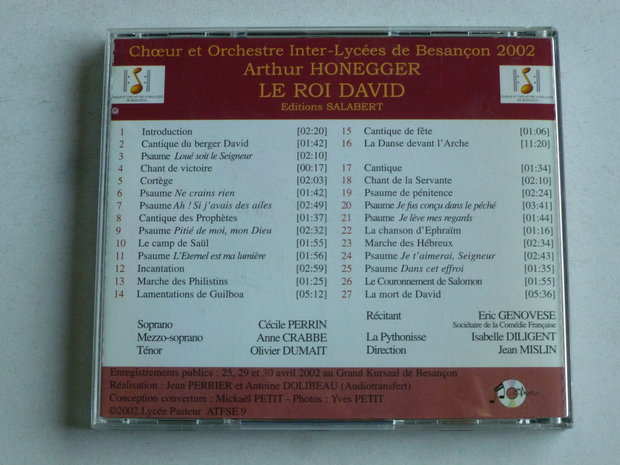 Chœur et Orchestre Inter-Lycées de Besançon 2002
Arthur HONEGGER
LE ROI DAVID
Editions SALABERT
1 Introduction [02:20]
2 Cantique du berger David [01:42]
3 Psaume Loué soit le Seigneur [02:10]
4 Chant de victoire [00:17]
5 Cortège [02:03]
6 Psaume Ne crains rien [01:42]
7 Psaume Ah ! Si j'avais des ailes [02:49]
8 Cantique des Prophètes [01:37]
9 Psaume Pitié de moi, mon Dieu [02:32]
10 Le camp de Saül [01:55]
11 Psaume L'Eternel est ma lumière [01:56]
12 Incantation [02:59]
13 Marche des Philistins [01:25]
14 Lamentations de Guilboa [05:12]
15 Cantique de fête [01:06]
16 La Danse devant l'Arche [11:20]
17 Cantique [01:34]
18 Chant de la Servante [02:10]
19 Psaume de pénitence [02:24]
20 Psaume Je fus conçu dans le péché [03:41]
21 Psaume Je lève mes regards [01:44]
22 La chanson d'Ephraïm [01:16]
23 Marche des Hébreux [02:34]
24 Psaume Je t'aimerai, Seigneur [02:43]
25 Psaume Dans cet effroi [01:35]
26 Le Couronnement de Salomon [01:55]
27 La mort de David [05:36]
Soprano Cécile PERRIN
Mezzo-soprano Anne CRABBE
Ténor Olivier DUMAIT
Récitant Eric GENOVESE
Sociétaire de la Comédie Française
La Pythonisse Isabelle DILIGENT
Direction Jean MISLIN
Enregistrements publics : 25, 29 et 30 avril 2002 au Grand Kursaal de Besançon
Réalisation : Jean PERRIER et Antoine DOLIBEAU (Audiotransfert)
Conception couverture : Mickaël PETIT - Photos : Yves PETIT
©2002 Lycée Pasteur ATFSE 9